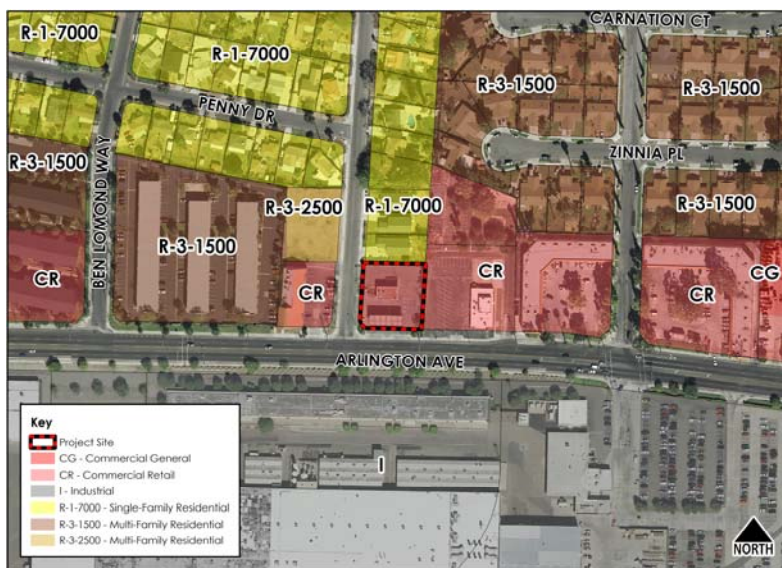 CARNATION CT
R-1-7000
R-1-7000
R-3-1500
R-3-1500
PENNY DR
R-3-1500
ZINNIA PL
BEN LOMOND WAY
R-3-2500
R-1-7000
R-3-1500
R-3-1500
CR
CR
CR
CR
CG
ARLINGTON AVE
Key
Project Site
CG - Commercial General
CR - Commercial Retail
I - Industrial
R-1-7000 - Single-Family Residential
R-3-1500 - Multi-Family Residential
R-3-2500 - Multi-Family Residential
I
NORTH